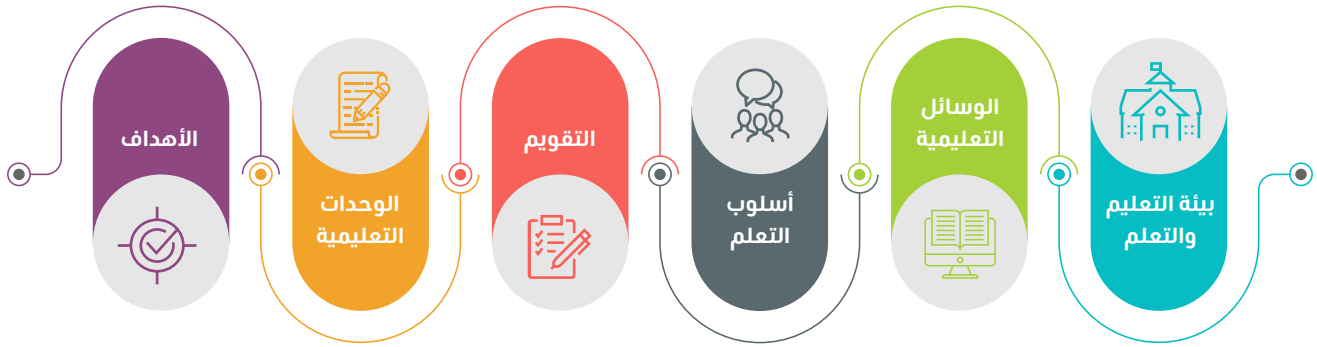 بيئة التعليم
والتعلم
الوسائل
التعليمية
أسلوب
التعلم
التقويم
الوحدات
التعليمية
الأهداف